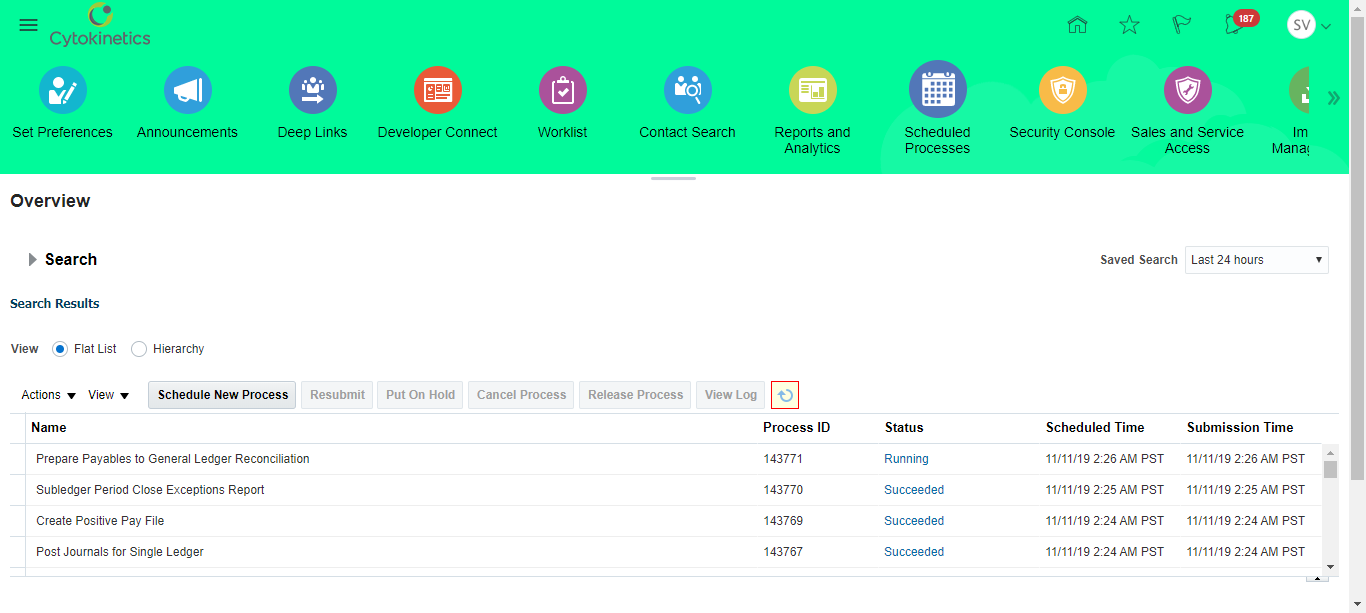 Cytokinetics
187
SV
Set Preferences
Announcements
Deep Links
Developer Connect
Worklist
Contact Search
Reports and
Analytics
Scheduled
Processes
Security Console
Sales and Service
Access
Im
Manag
Overview
Search
Saved Search Last 24 hours
Search Results
View Flat List Hierarchy
Actions View Schedule New Process Resubmit Put On Hold Cancel Process Release Process View Log
Name Process ID Status Scheduled Time Submission Time
Prepare Payables to General Ledger Reconciliation 143771 Running 11/11/19 2:26 AM PST 11/11/19 2:26 AM PST
Subledger Period Close Exceptions Report 143770 Succeeded 11/11/19 2:25 AM PST 11/11/19 2:25 AM PST
Create Positive Pay File 143769 Succeeded 11/11/19 2:24 AM PST 11/11/19 2:24 AM PST
Post Journals for Single Ledger 143767 Succeeded 11/11/19 2:24 AM PST 11/11/19 2:24 AM PST